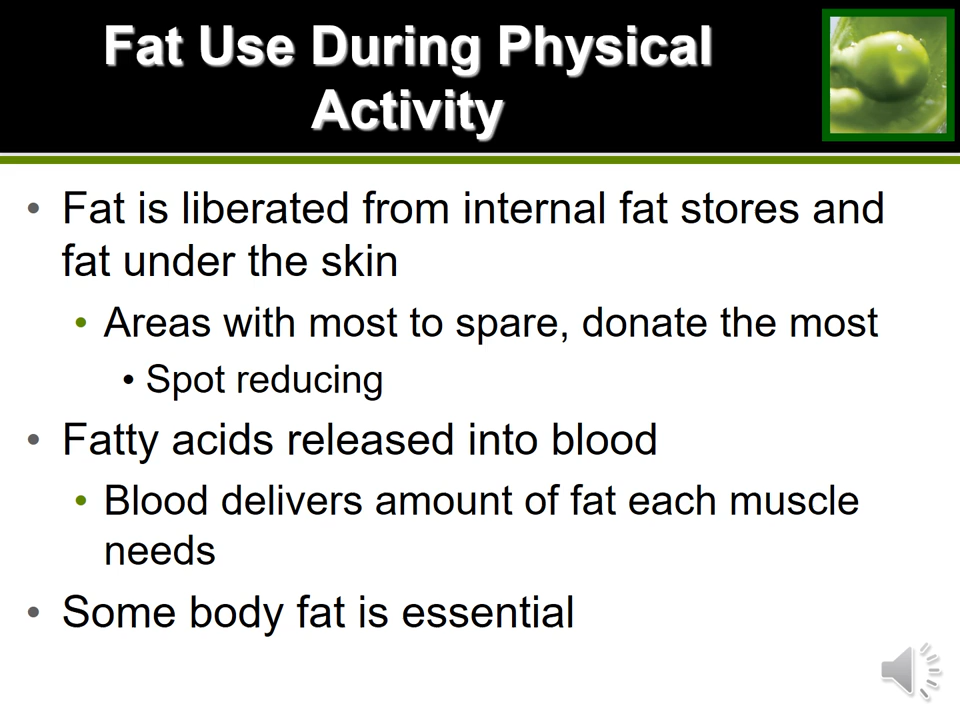 Fat Use During Physical
Activity
• Fat is liberated from internal fat stores and
fat under the skin
• Areas with most to spare, donate the most
• Spot reducing
• Fatty acids released into blood
• Blood delivers amount of fat each muscle
needs
• Some body fat is essential